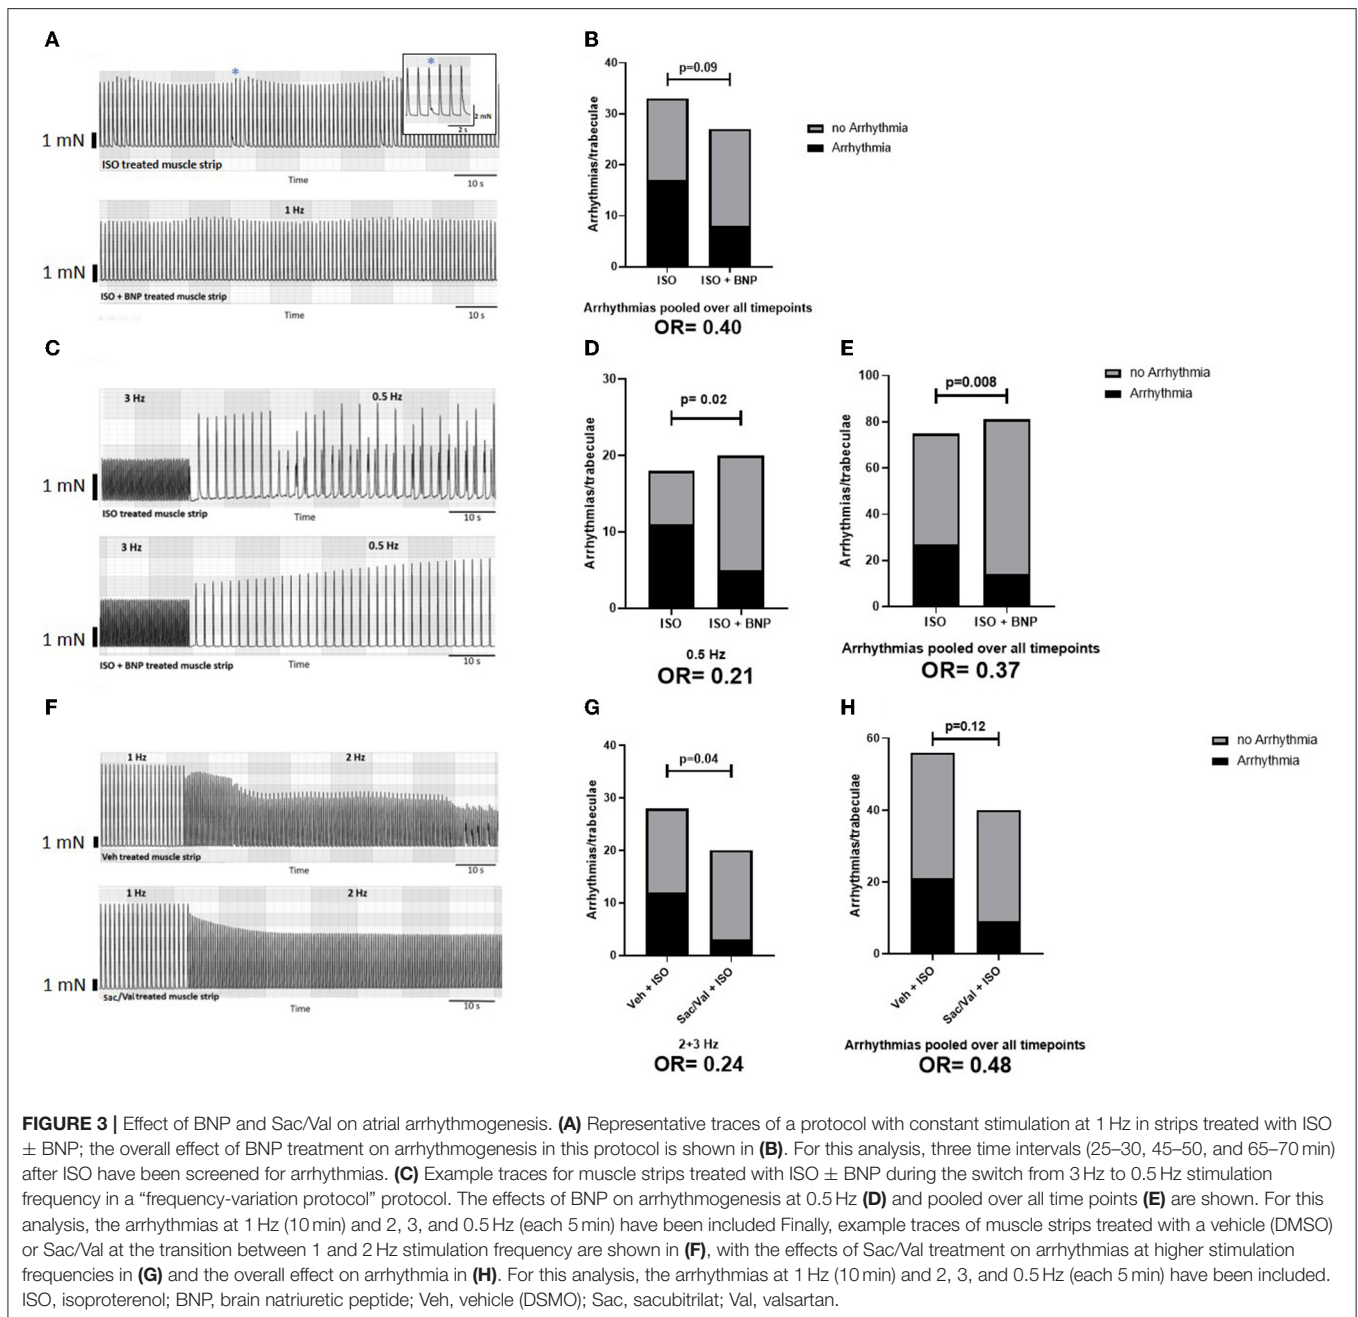 A
*
*
2 mN
2 s
1 mN
ISO treated muscle strip
Time
10 s
1 Hz
1 mN
ISO + BNP treated muscle strip
Time
10 s
B
40
30
20
10
0
p=0.09
Arrhythmias/trabeculae
ISO
ISO + BNP
no Arrhythmia
Arrhythmia
Arrhythmias pooled over all timepoints
OR= 0.40
C
3 Hz
0.5 Hz
1 mN
ISO treated muscle strip
Time
10 s
3 Hz
0.5 Hz
1 mN
ISO + BNP treated muscle strip
Time
10 s
D
30
20
10
0
p= 0.02
Arrhythmias/trabeculae
ISO
ISO + BNP
0.5 Hz
OR= 0.21
E
100
80
60
40
20
0
p=0.008
Arrhythmias/trabeculae
ISO
ISO + BNP
no Arrhythmia
Arrhythmia
Arrhythmias pooled over all timepoints
OR= 0.37
F
1 Hz
2 Hz
1 mN
Veh treated muscle strip
Time
10 s
1 Hz
2 Hz
1 mN
Sac/Val treated muscle strip
Time
10 s
G
40
30
20
10
0
p=0.04
Arrhythmias/trabeculae
Veh + ISO
Sac/Val + ISO
2+3 Hz
OR= 0.24
H
60
40
20
0
p=0.12
Arrhythmias/trabeculae
Veh + ISO
Sac/Val + ISO
no Arrhythmia
Arrhythmia
Arrhythmias pooled over all timepoints
OR= 0.48
FIGURE 3 | Effect of BNP and Sac/Val on atrial arrhythmogenesis. (A) Representative traces of a protocol with constant stimulation at 1 Hz in strips treated with ISO
± BNP; the overall effect of BNP treatment on arrhythmogenesis in this protocol is shown in (B). For this analysis, three time intervals (25–30, 45–50, and 65–70 min)
after ISO have been screened for arrhythmias. (C) Example traces for muscle strips treated with ISO ± BNP during the switch from 3 Hz to 0.5 Hz stimulation
frequency in a “frequency-variation protocol” protocol. The effects of BNP on arrhythmogenesis at 0.5 Hz (D) and pooled over all time points (E) are shown. For this
analysis, the arrhythmias at 1 Hz (10 min) and 2, 3, and 0.5 Hz (each 5 min) have been included Finally, example traces of muscle strips treated with a vehicle (DMSO)
or Sac/Val at the transition between 1 and 2 Hz stimulation frequency are shown in (F), with the effects of Sac/Val treatment on arrhythmias at higher stimulation
frequencies in (G) and the overall effect on arrhythmia in (H). For this analysis, the arrhythmias at 1 Hz (10 min) and 2, 3, and 0.5 Hz (each 5 min) have been included.
ISO, isoproterenol; BNP, brain natriuretic peptide; Veh, vehicle (DSMO); Sac, sacubitrilat; Val, valsartan.